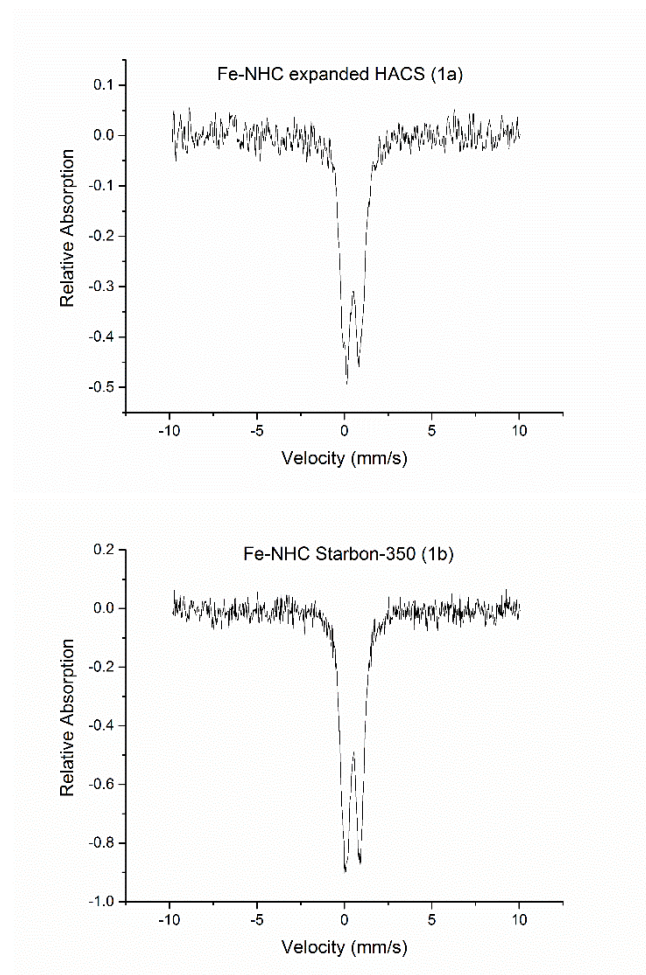 Fe-NHC expanded HACS (1a)
0.1
0.0
-0.1
-0.2
-0.3
-0.4
-0.5
Relative Absorption
-10 -5 0 5 10
Velocity (mm/s)
Fe-NHC Starbon-350 (1b)
0.2
0.0
-0.2
-0.4
-0.6
-0.8
-1.0
Relative Absorption
-10 -5 0 5 10
Velocity (mm/s)